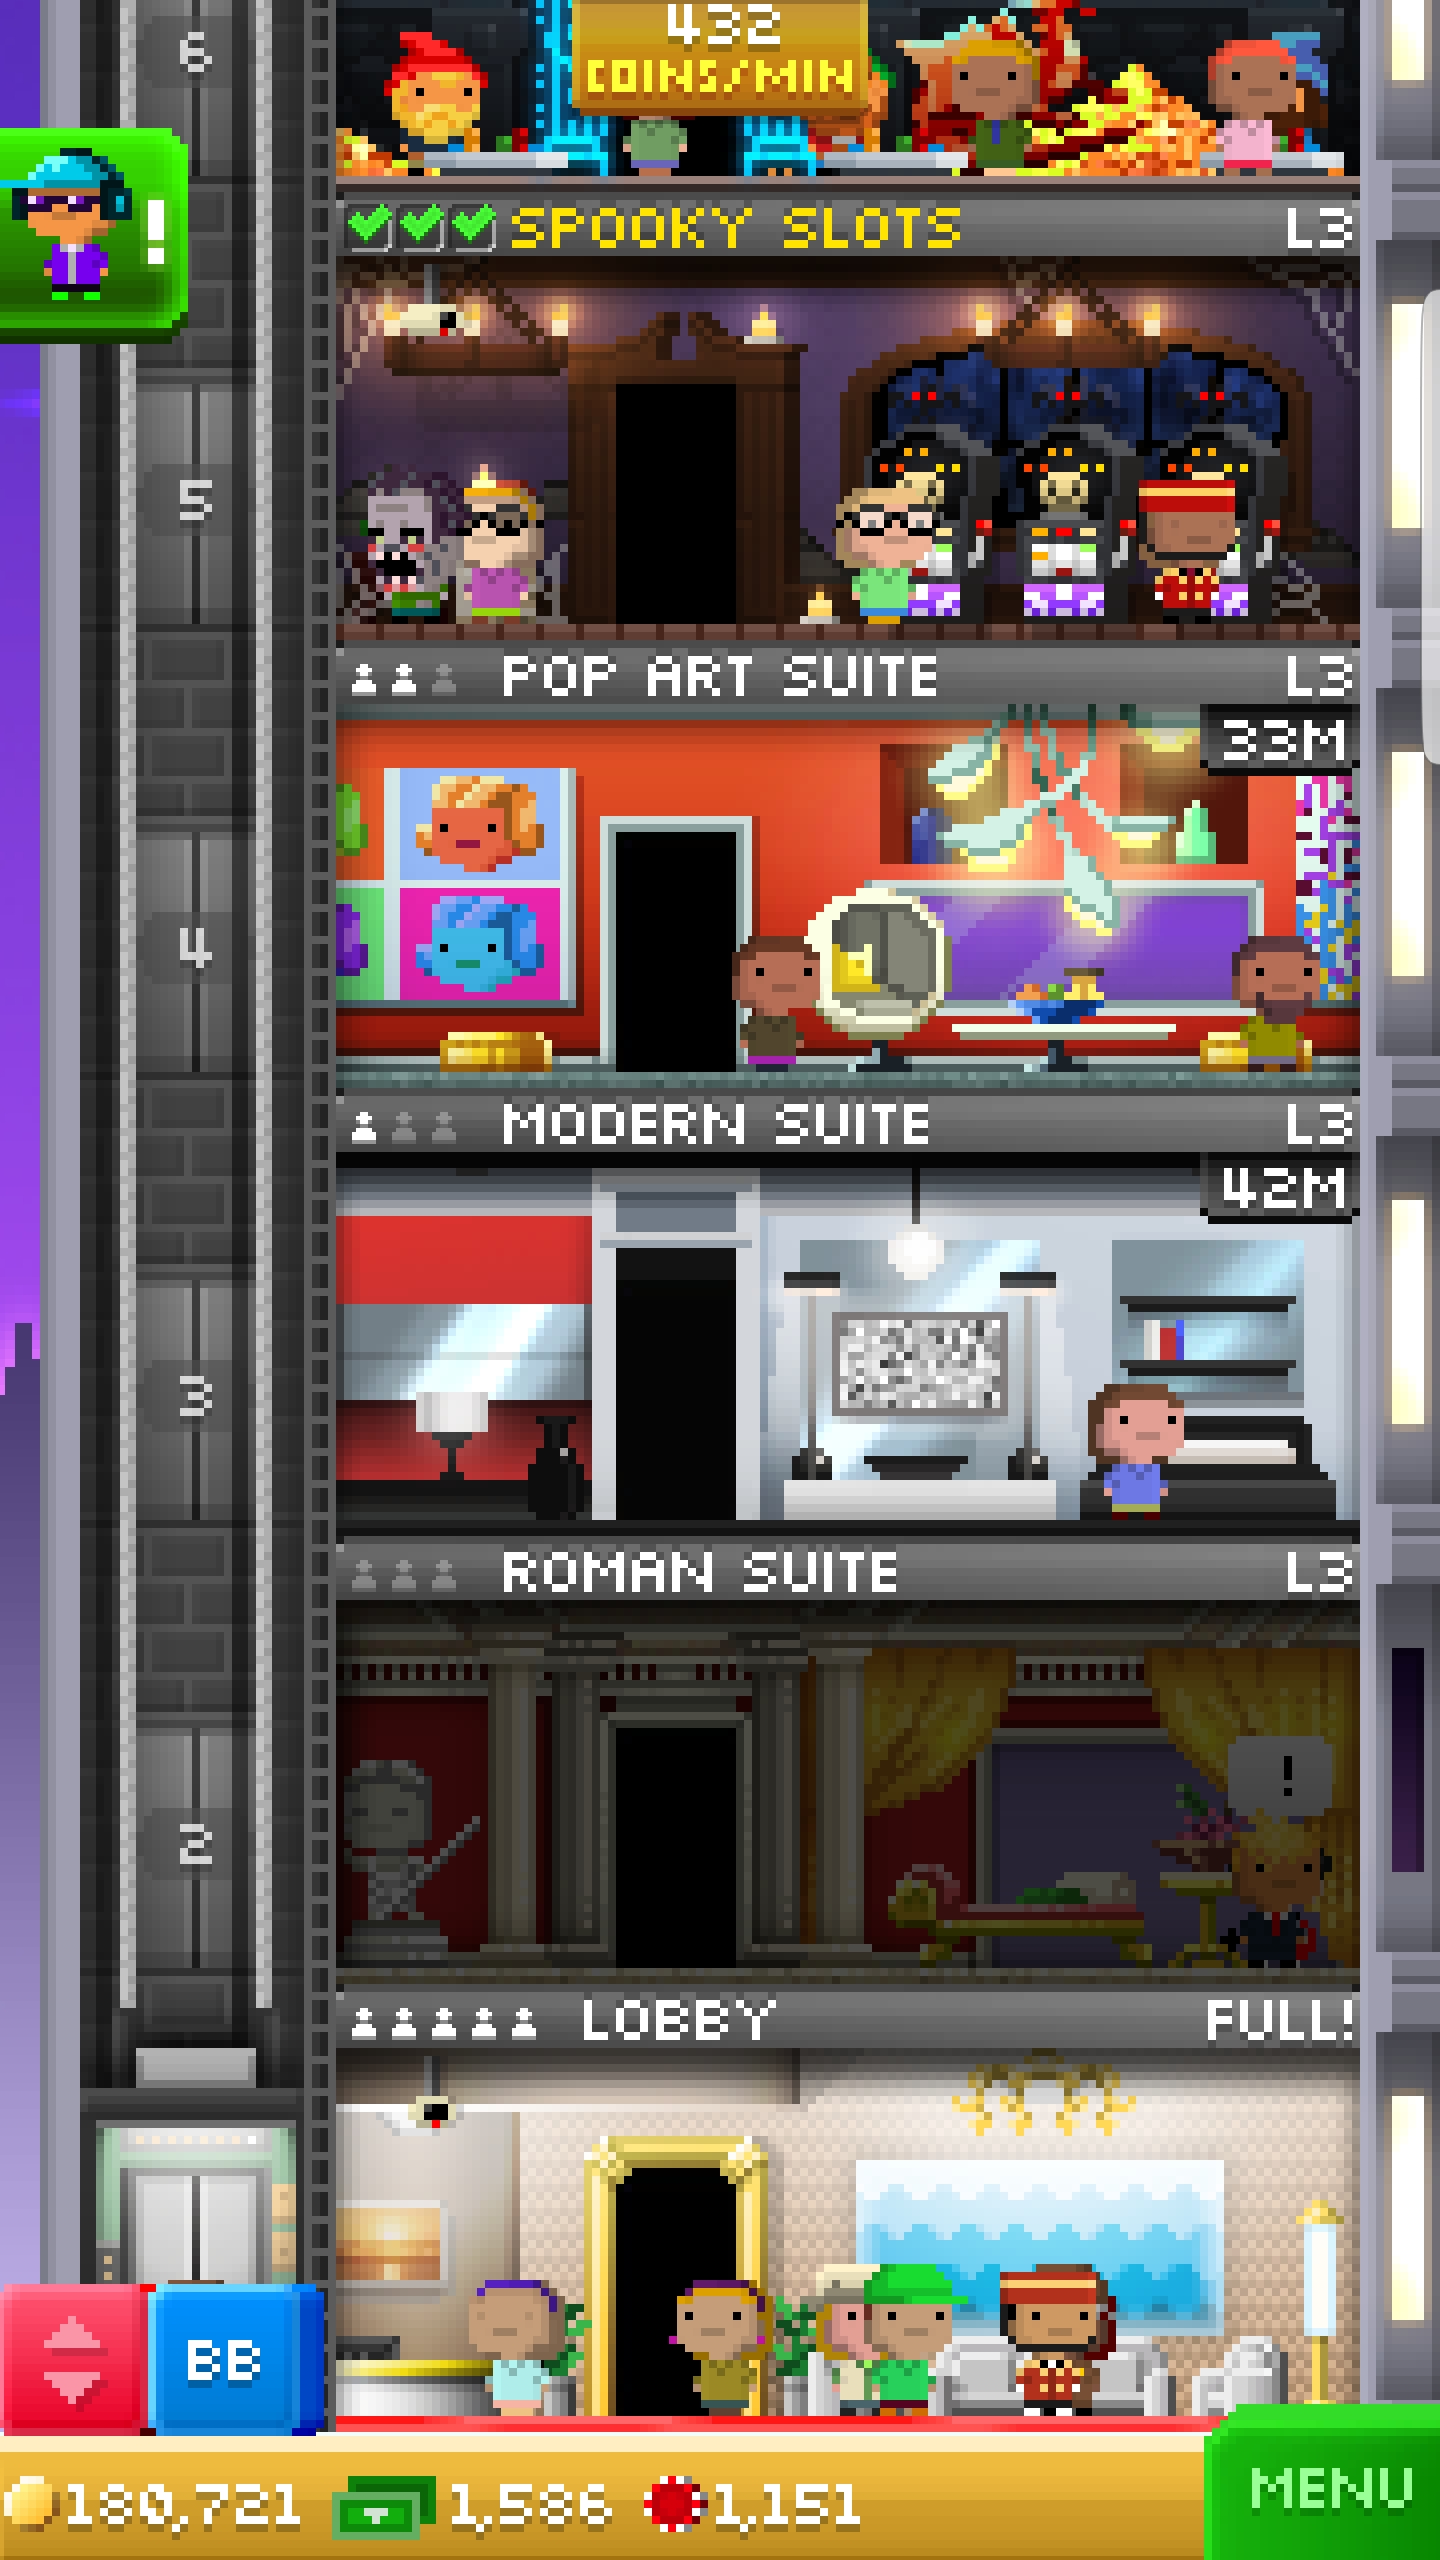 432
COINS/MIN
6
!
SPOOKY SLOTS L3
5
POP ART SUITE L3
33M
4
MODERN SUITE L3
42M
3
ROMAN SUITE L3
!
2
LOBBY FULL!
BB
180,721 1,586 1,151
MENU